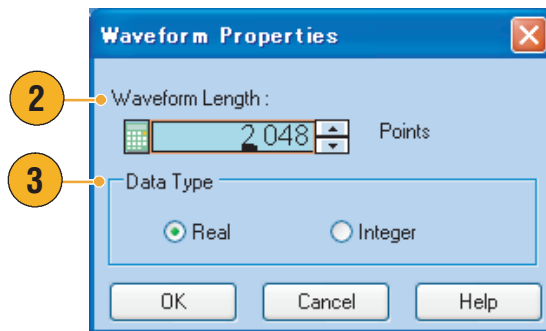 Waveform Properties
2
Waveform Length :
2 048 Points
3
Data Type
Real Integer
OK Cancel Help